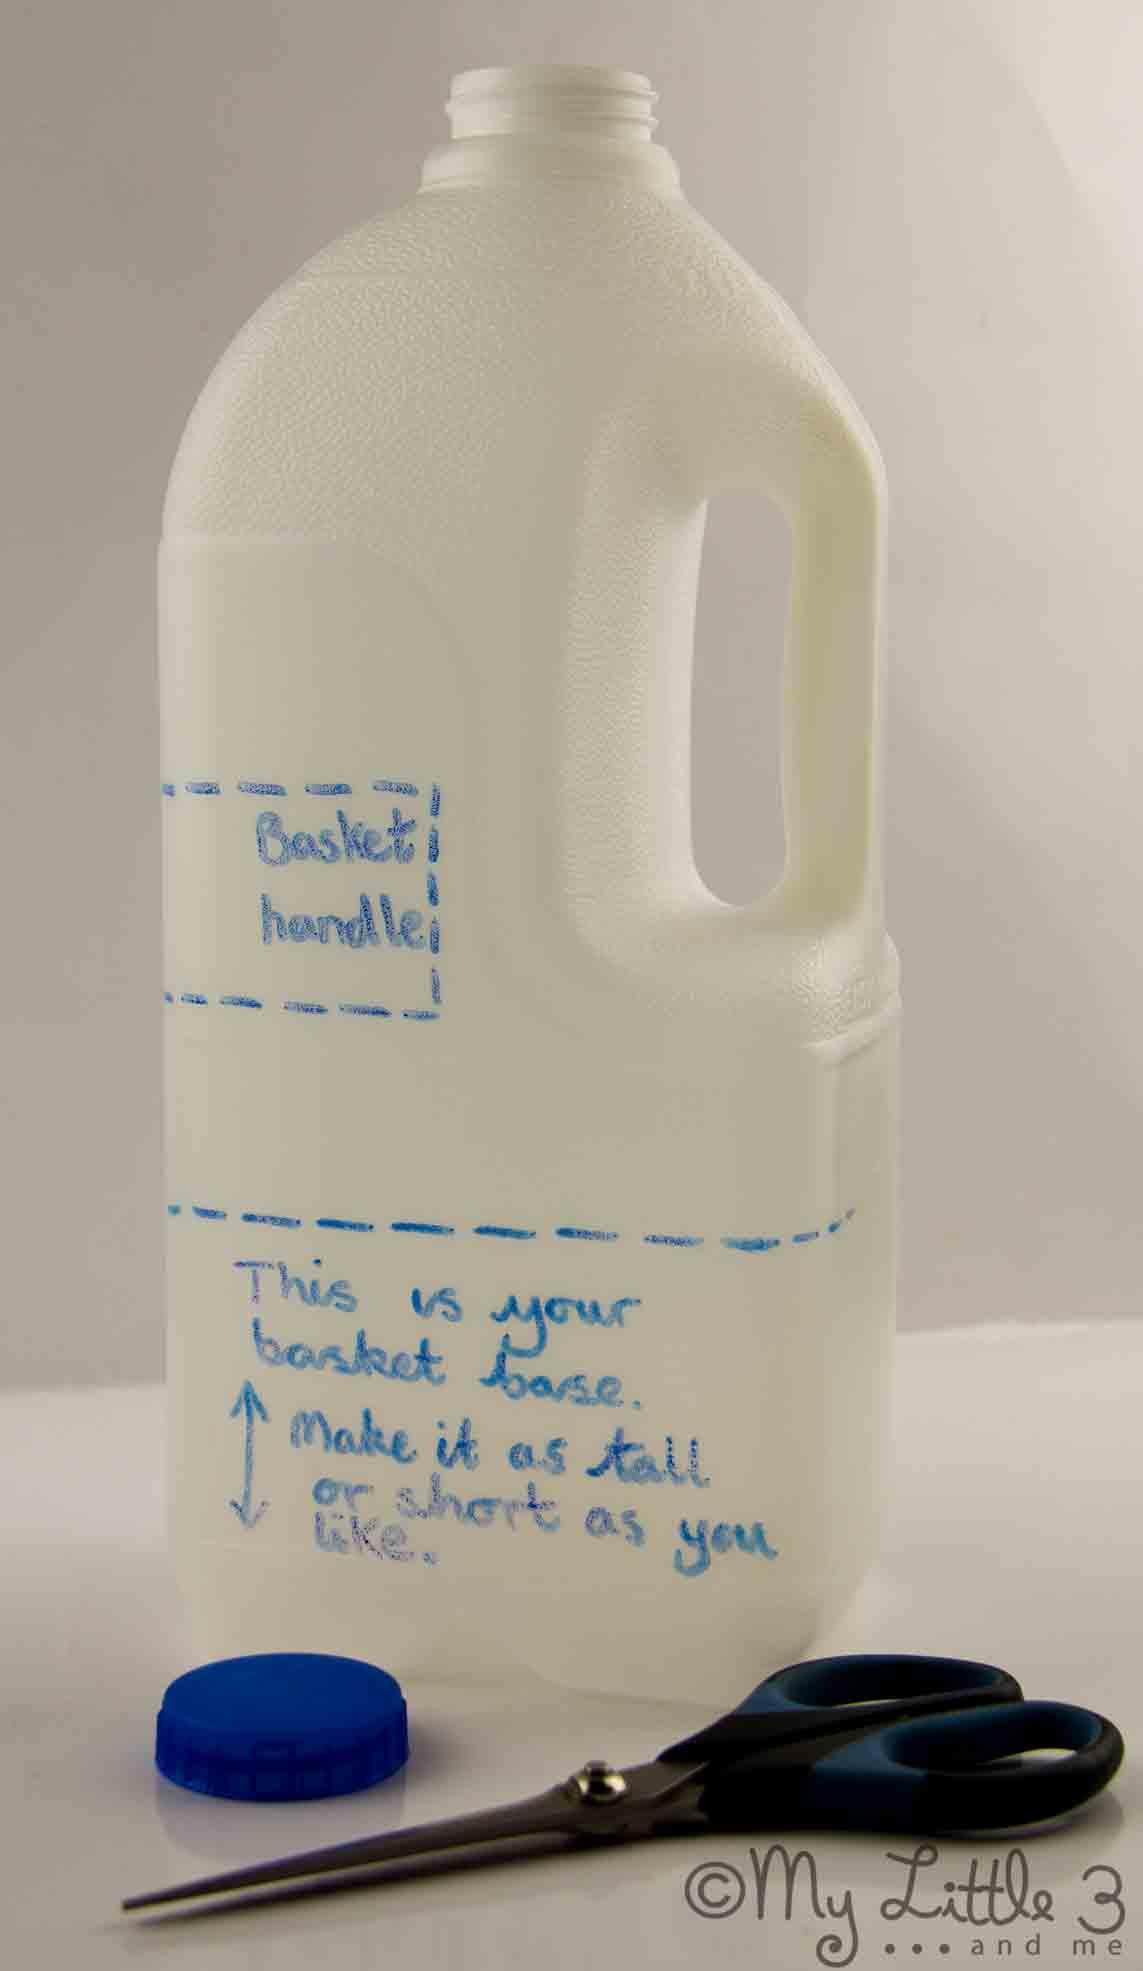 Basket
handle
This is your
basket base.
Make it as tall
or short as you
like.
©My Little 3
...and me